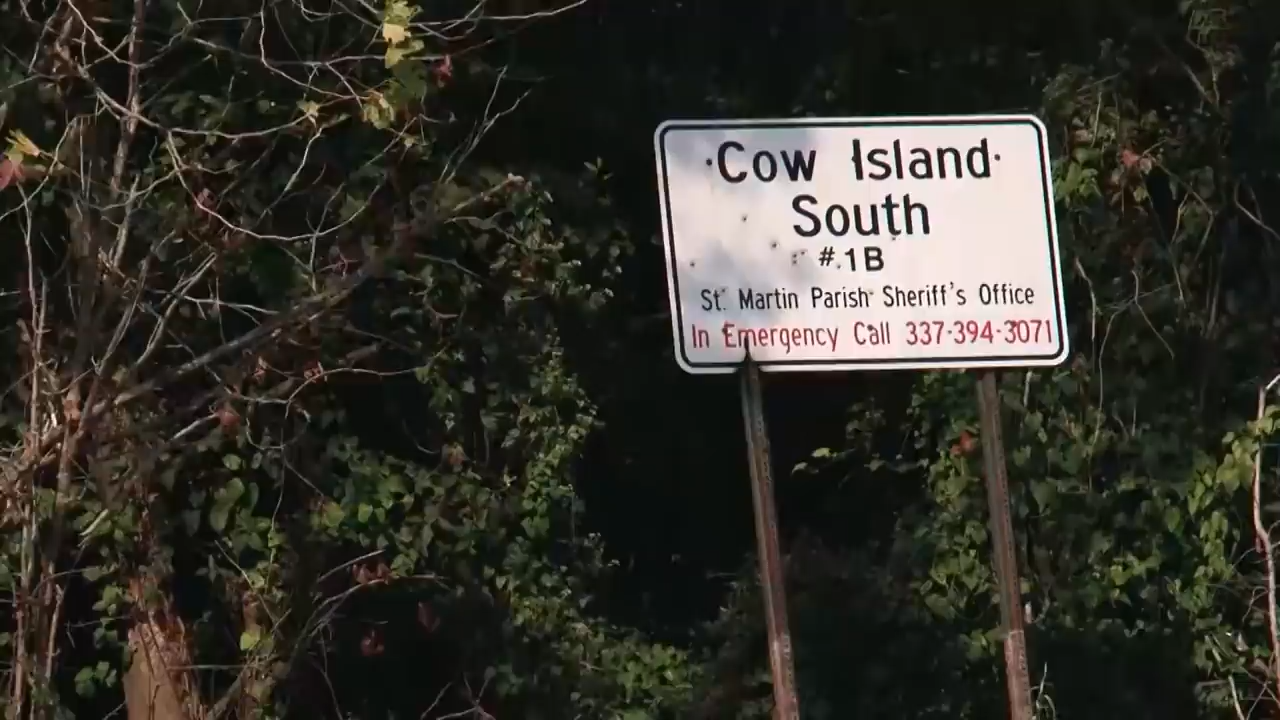 ·Cow Island·
South
#1B
St. Martin Parish Sheriff's Office
In Emergency Call 337-394-3071